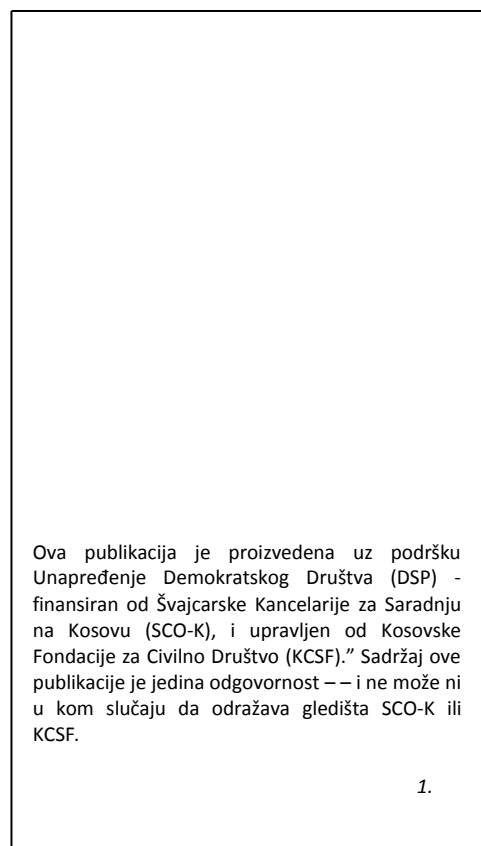 Ova publikacija je proizvedena uz podršku
Unapređenje Demokratskog Društva (DSP) -
finansiran od Švajcarske Kancelarije za Saradnju
na Kosovu (SCO-K), i upravljen od Kosovske
Fondacije za Civilno Društvo (KCSF).” Sadržaj ove
publikacije je jedina odgovornost – – i ne može ni
u kom slučaju da odražava gledišta SCO-K ili
KCSF.
1.